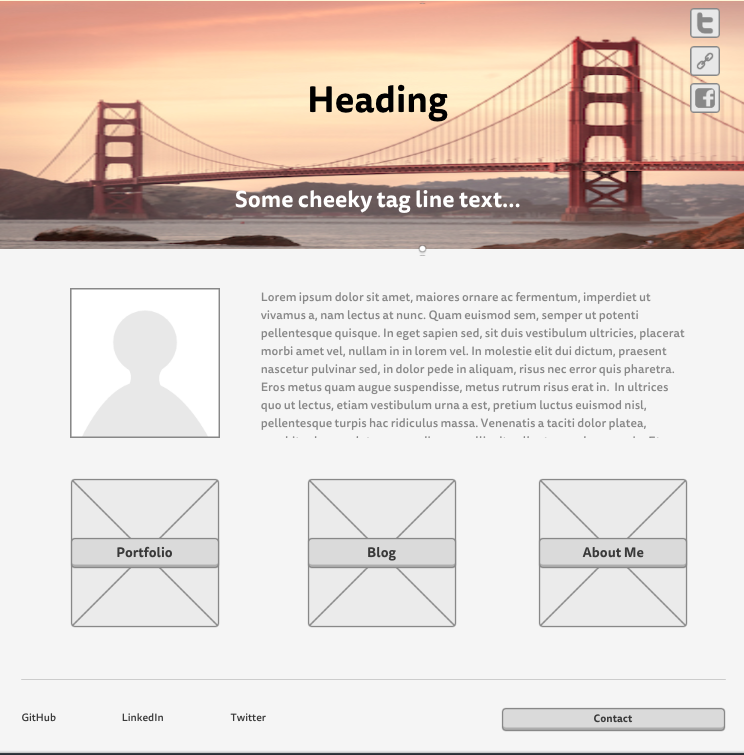 Heading
Some cheeky tag line text...
Lorem ipsum dolor sit amet, maiores ornare ac fermentum, imperdiet ut
vivamus a, nam lectus at nunc. Quam euismod sem, semper ut potenti
pellentesque quisque. In eget sapien sed, sit duis vestibulum ultricies, placerat
morbi amet vel, nullam in in lorem vel. In molestie elit dui dictum, praesent
nascetur pulvinar sed, in dolor pede in aliquam, risus nec error quis pharetra.
Eros metus quam augue suspendisse, metus rutrum risus erat in. In ultrices
quo ut lectus, etiam vestibulum urna a est, pretium luctus euismod nisl,
pellentesque turpis hac ridiculus massa. Venenatis a taciti dolor platea,
Portfolio
Blog
About Me
GitHub
LinkedIn
Twitter
Contact